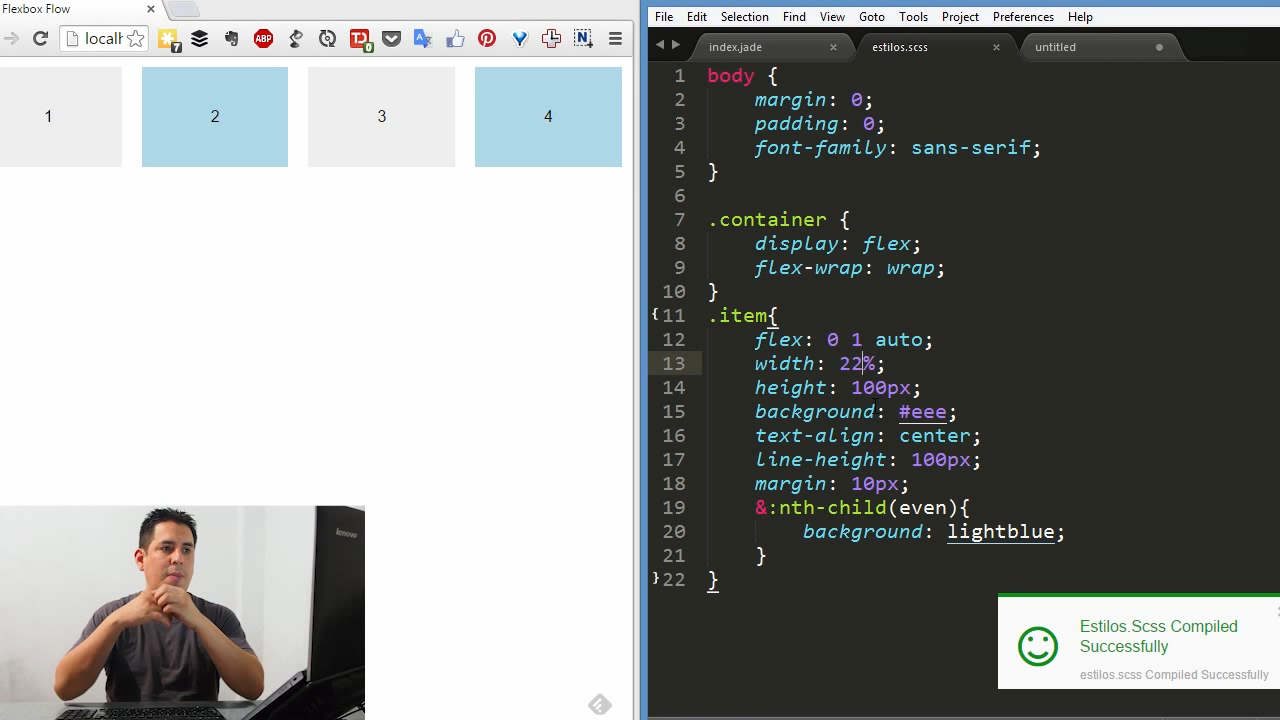 Flexbox Flow
localh
7
ABP
0
N
1
2
3
4
File Edit Selection Find View Goto Tools Project Preferences Help
index.jade
estilos.scss
untitled
1 body {
2 margin: 0;
3 padding: 0;
4 font-family: sans-serif;
5 }
6
7 .container {
8 display: flex;
9 flex-wrap: wrap;
10 }
11 .item{
12 flex: 0 1 auto;
13 width: 22%;
14 height: 100px;
15 background: #eee;
16 text-align: center;
17 line-height: 100px;
18 margin: 10px;
19 &:nth-child(even){
20 background: lightblue;
21 }
22 }
lenovo
Estilos.Scss Compiled
Successfully
estilos.scss Compiled Successfully